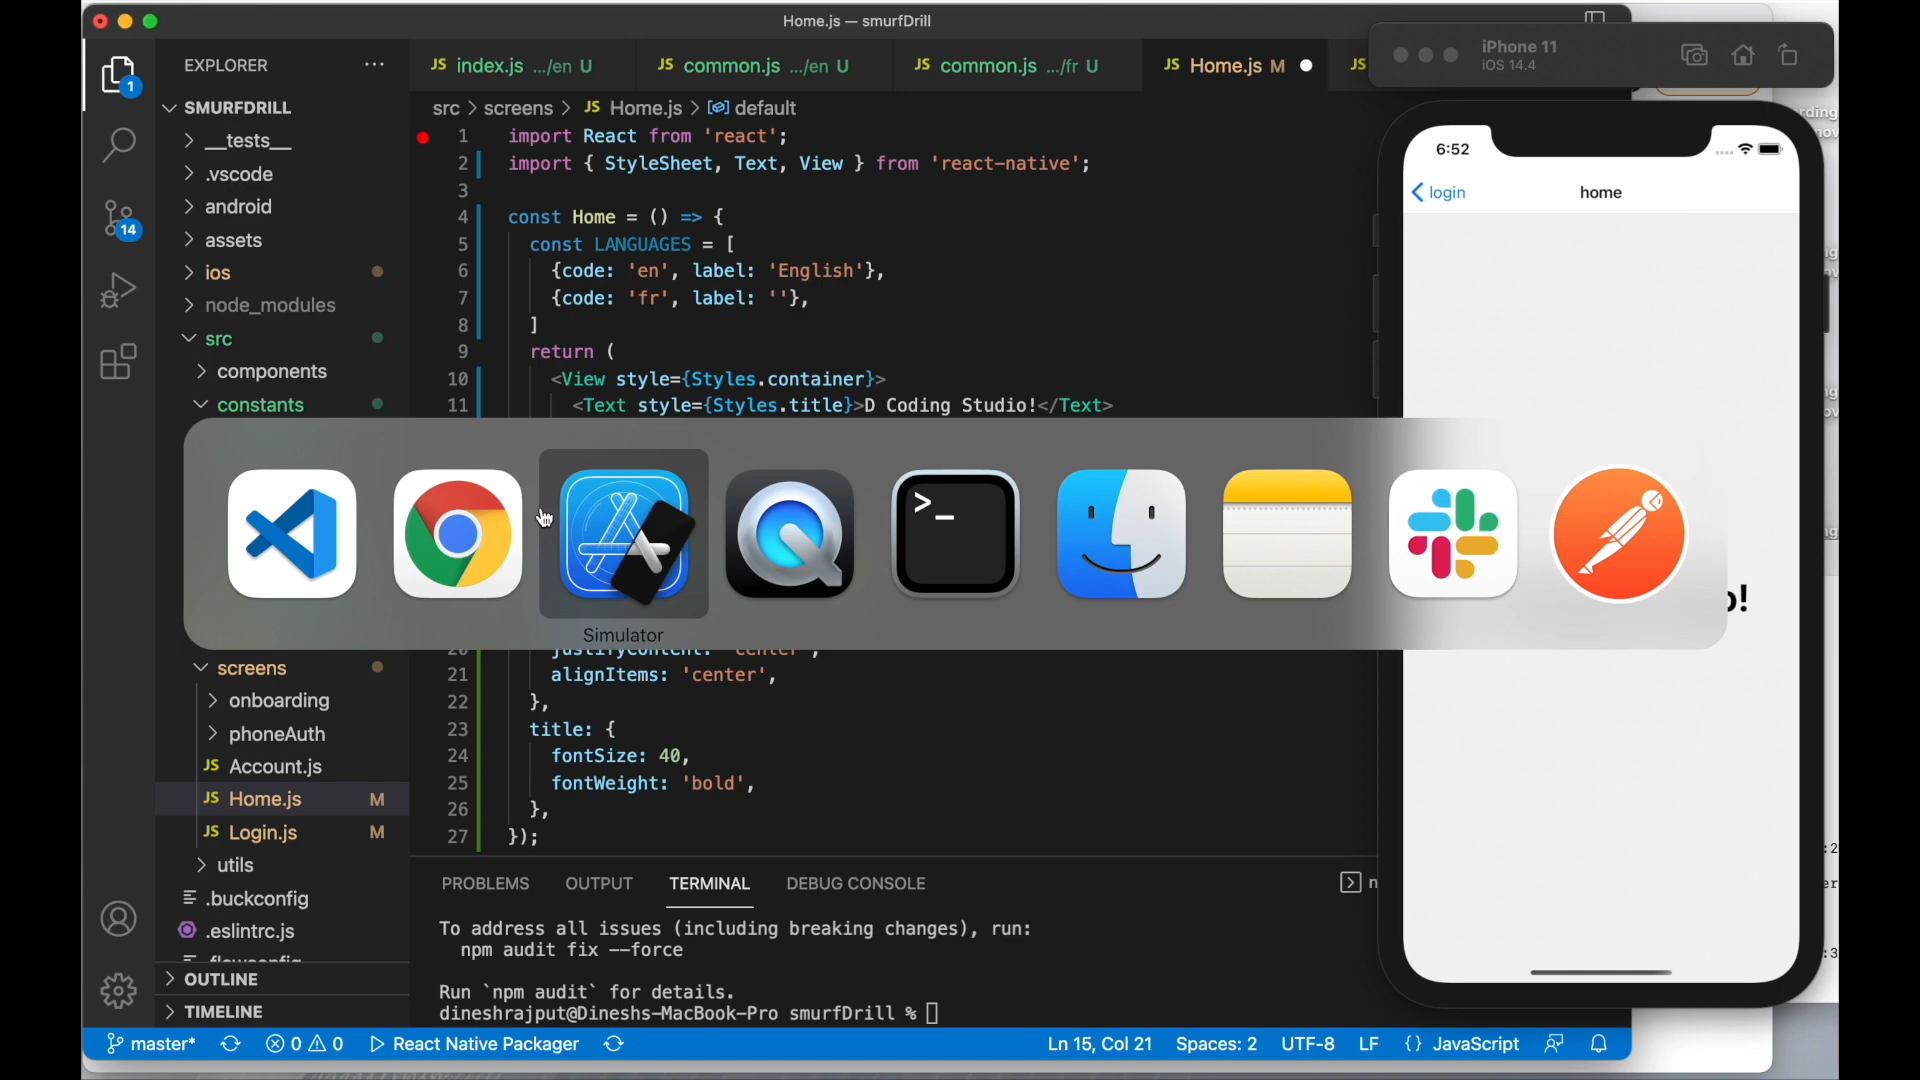 Home.js — smurfDrill
EXPLORER ···
JS index.js .../en U JS common.js .../en U JS common.js .../fr U JS Home.js M JS
iPhone 11
iOS 14.4
1
SMURFDRILL
src > screens > JS Home.js > default
__tests__
.vscode
android
assets
ios
node_modules
src
components
constants
14
1 import React from 'react';
2 import { StyleSheet, Text, View } from 'react-native';
3
4 const Home = () => {
5 const LANGUAGES = [
6 {code: 'en', label: 'English'},
7 {code: 'fr', label: ''},
8 ]
9 return (
10 <View style={Styles.container}>
11 <Text style={Styles.title}>D Coding Studio!</Text>
6:52
login home
o!
>_
Simulator
20 justifyContent: 'center',
21 alignItems: 'center',
22 },
23 title: {
24 fontSize: 40,
25 fontWeight: 'bold',
26 },
27 });
screens
onboarding
phoneAuth
JS Account.js
JS Home.js M
JS Login.js M
utils
.buckconfig
.eslintrc.js
.flowconfig
OUTLINE
TIMELINE
PROBLEMS OUTPUT TERMINAL DEBUG CONSOLE
To address all issues (including breaking changes), run:
npm audit fix --force
Run `npm audit` for details.
dineshrajput@Dineshs-MacBook-Pro smurfDrill %
master* 0 0 React Native Packager
Ln 15, Col 21 Spaces: 2 UTF-8 LF {} JavaScript